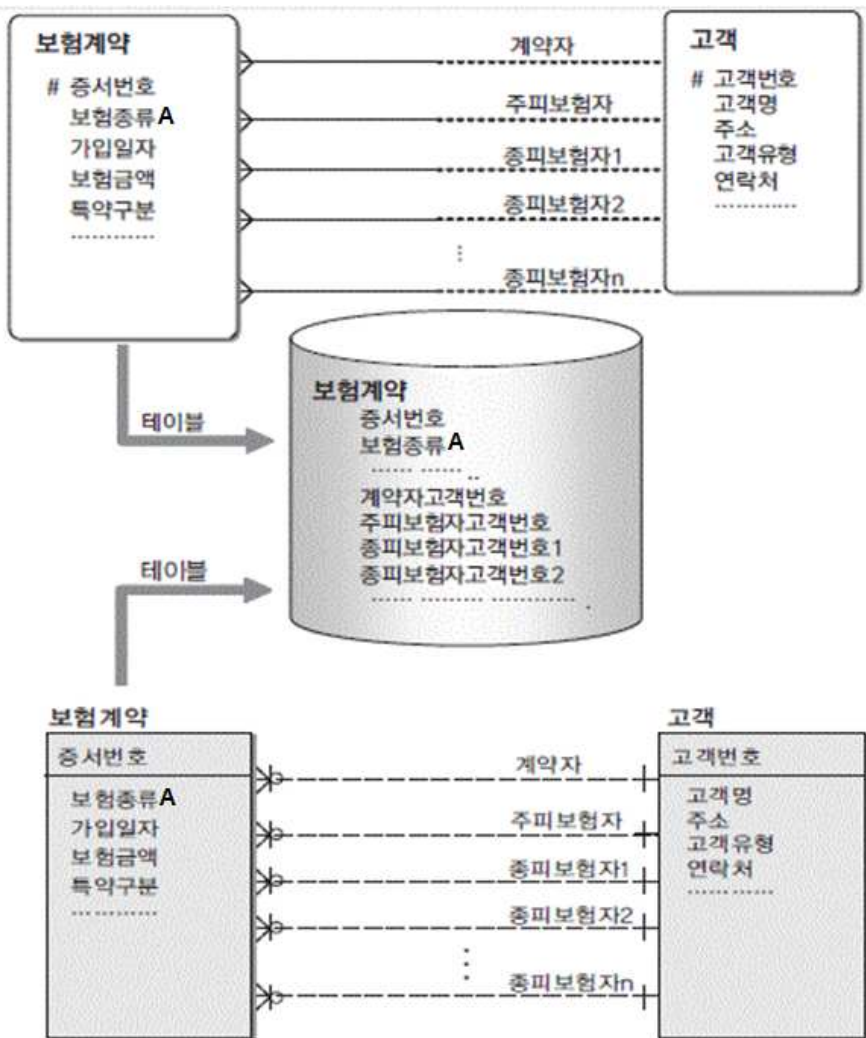 보험계약
# 증서번호
보험종류A
가입일자
보험금액
특약구분
............
계약자
주피보험자
종피보험자1
종피보험자2
⋮
종피보험자n
고객
# 고객번호
고객명
주소
고객유형
연락처
............
테이블
보험계약
증서번호
보험종류A
...... ...... ..
계약자고객번호
주피보험자고객번호
종피보험자고객번호1
종피보험자고객번호2
...... ......... ............ .
테이블
보험계약
증서번호
보험종류A
가입일자
보험금액
특약구분
............
계약자
주피보험자
종피보험자1
종피보험자2
⋮
종피보험자n
고객
고객번호
고객명
주소
고객유형
연락처
...... ......